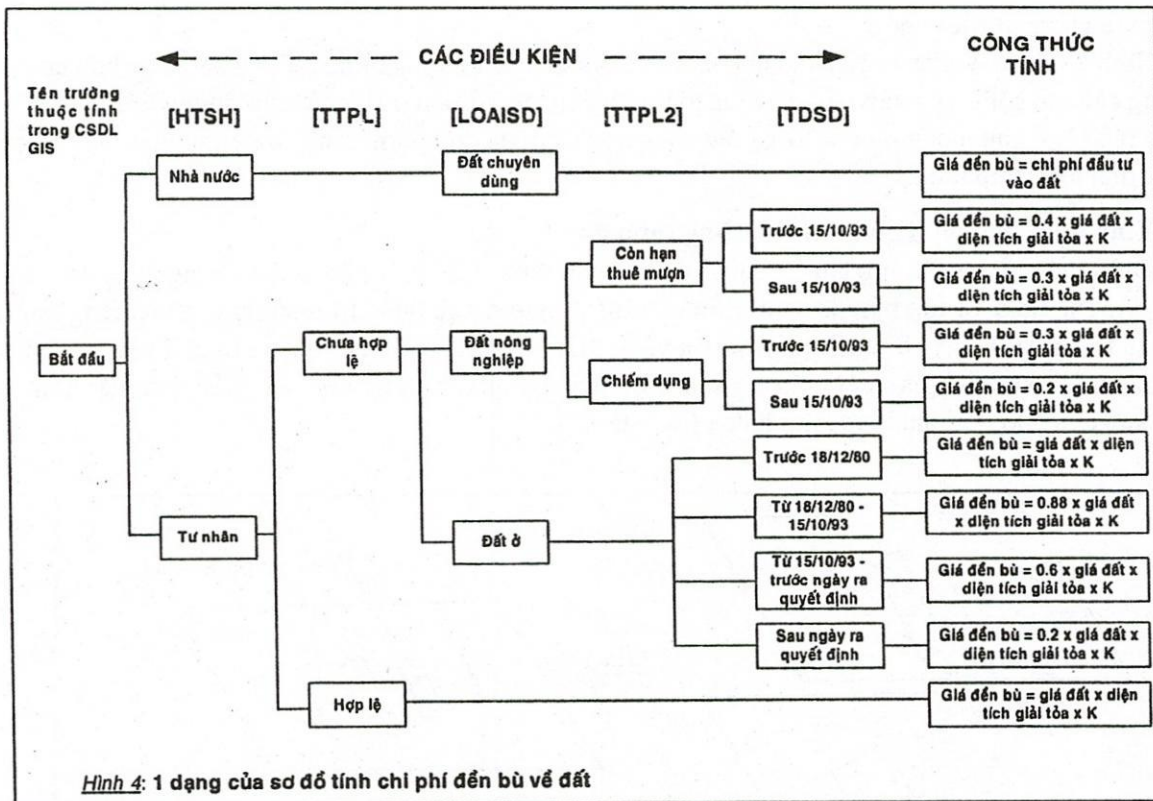 CÁC ĐIỀU KIỆN
CÔNG THỨC
TÍNH
Tên trường
thuộc tính
trong CSDL
GIS
[HTSH]
[TTPL]
[LOAISD]
[TTPL2]
[TDSD]
Nhà nước
Đất chuyên
dùng
Giá đền bù = chi phí đầu tư
vào đất
Bắt đầu
Chưa hợp
lệ
Đất nông
nghiệp
Còn hạn
thuê mượn
Trước 15/10/93
Giá đền bù = 0.4 x giá đất x
diện tích giải tỏa x K
Sau 15/10/93
Giá đền bù = 0.3 x giá đất x
diện tích giải tỏa x K
Chiếm dụng
Trước 15/10/93
Giá đền bù = 0.3 x giá đất x
diện tích giải tỏa x K
Sau 15/10/93
Giá đền bù = 0.2 x giá đất x
diện tích giải tỏa x K
Tư nhân
Đất ở
Trước 18/12/80
Giá đền bù = giá đất x diện
tích giải tỏa x K
Từ 18/12/80 -
15/10/93
Giá đền bù = 0.88 x giá đất
x diện tích giải tỏa x K
Từ 15/10/93 -
trước ngày ra
quyết định
Giá đền bù = 0.6 x giá đất x
diện tích giải tỏa x K
Sau ngày ra
quyết định
Giá đền bù = 0.2 x giá đất x
diện tích giải tỏa x K
Hợp lệ
Giá đền bù = giá đất x diện
tích giải tỏa x K
Hình 4: 1 dạng của sơ đồ tính chi phí đền bù về đất